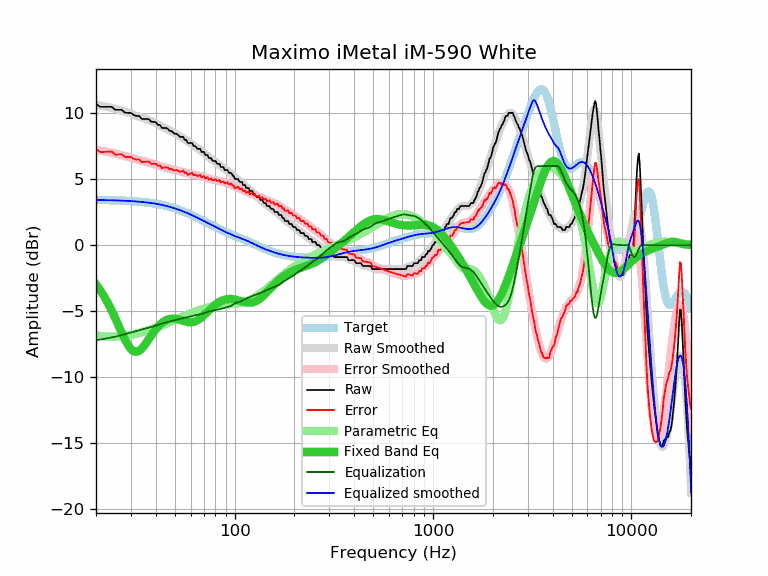 Maximo iMetal iM-590 White
Amplitude (dBr)
10
5
0
−5
−10
−15
−20
Target
Raw Smoothed
Error Smoothed
Raw
Error
Parametric Eq
Fixed Band Eq
Equalization
Equalized smoothed
100
1000
10000
Frequency (Hz)